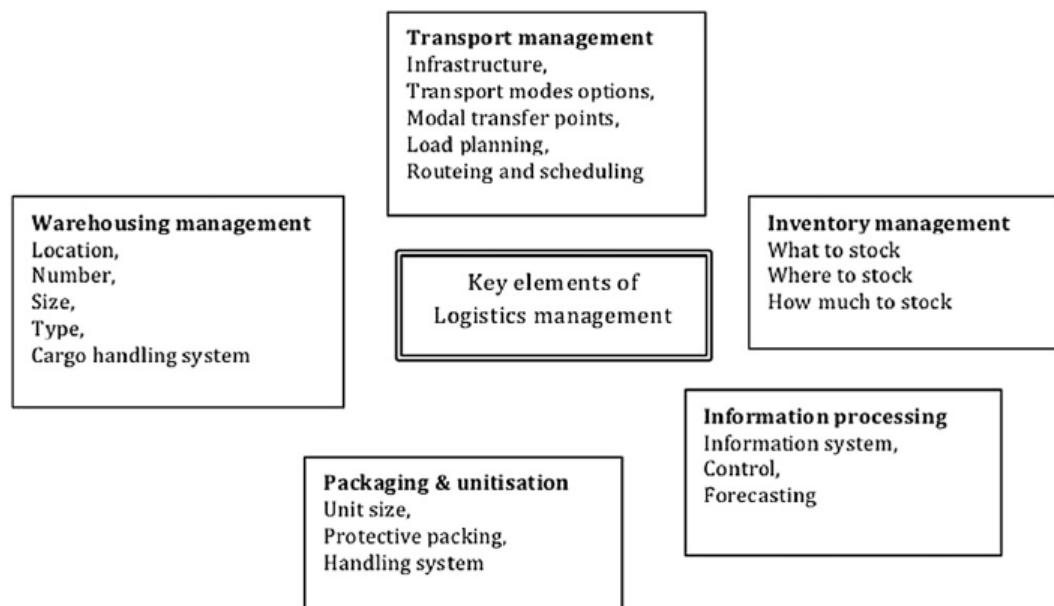 Transport management
Infrastructure,
Transport modes options,
Modal transfer points,
Load planning,
Routeing and scheduling
Warehousing management
Location,
Number,
Size,
Type,
Cargo handling system
Key elements of
Logistics management
Inventory management
What to stock
Where to stock
How much to stock
Information processing
Information system,
Control,
Forecasting
Packaging & unitisation
Unit size,
Protective packing,
Handling system